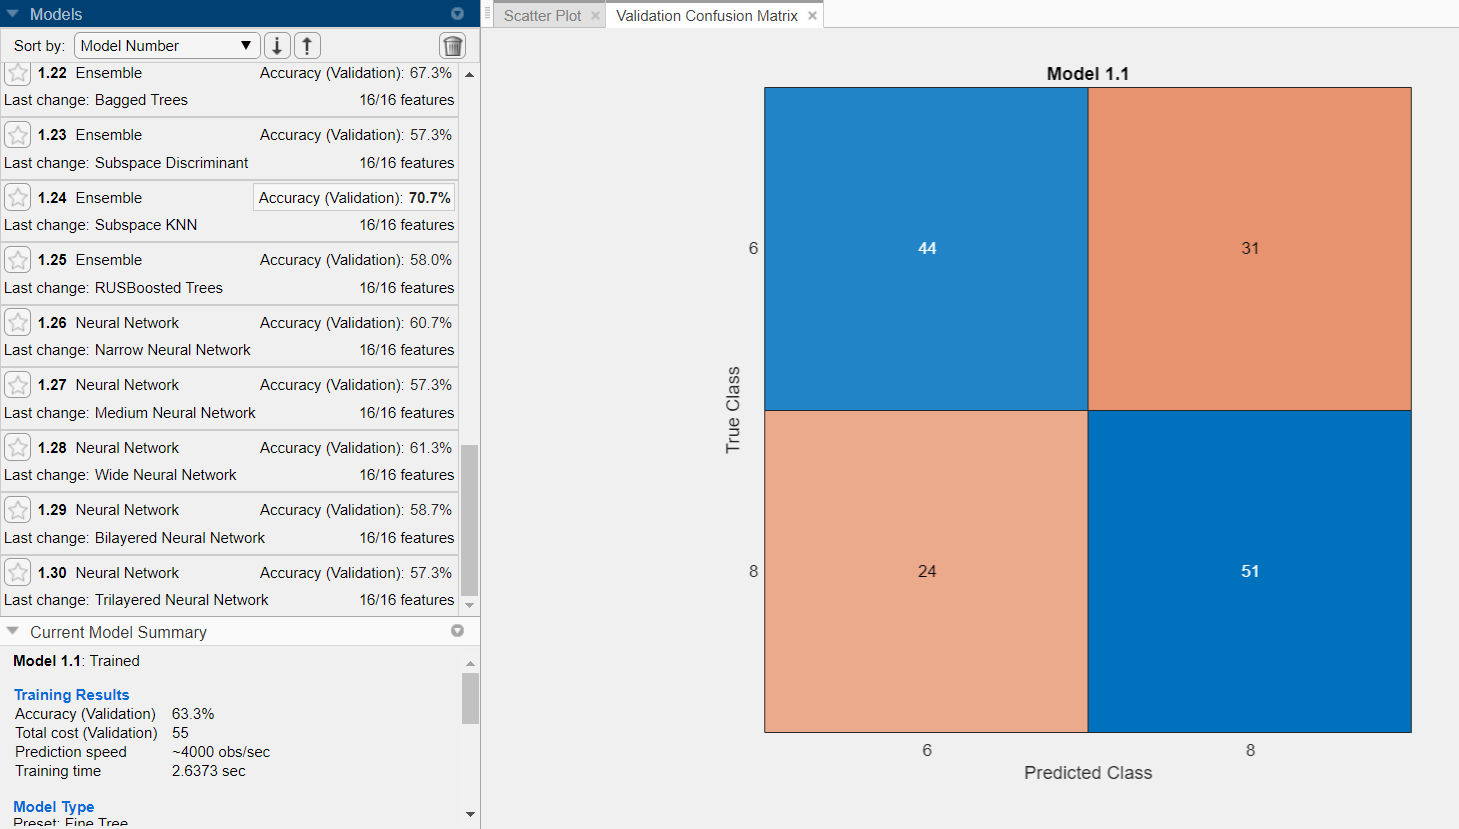 Models
Sort by: Model Number
1.22 Ensemble Accuracy (Validation): 67.3%
Last change: Bagged Trees 16/16 features
1.23 Ensemble Accuracy (Validation): 57.3%
Last change: Subspace Discriminant 16/16 features
1.24 Ensemble Accuracy (Validation): 70.7%
Last change: Subspace KNN 16/16 features
1.25 Ensemble Accuracy (Validation): 58.0%
Last change: RUSBoosted Trees 16/16 features
1.26 Neural Network Accuracy (Validation): 60.7%
Last change: Narrow Neural Network 16/16 features
1.27 Neural Network Accuracy (Validation): 57.3%
Last change: Medium Neural Network 16/16 features
1.28 Neural Network Accuracy (Validation): 61.3%
Last change: Wide Neural Network 16/16 features
1.29 Neural Network Accuracy (Validation): 58.7%
Last change: Bilayered Neural Network 16/16 features
1.30 Neural Network Accuracy (Validation): 57.3%
Last change: Trilayered Neural Network 16/16 features
Current Model Summary
Model 1.1: Trained
Training Results
Accuracy (Validation) 63.3%
Total cost (Validation) 55
Prediction speed ~4000 obs/sec
Training time 2.6373 sec
Model Type
Preset: Fine Tree
Scatter Plot
Validation Confusion Matrix
Model 1.1
6
44
31
True Class
8
24
51
6
8
Predicted Class